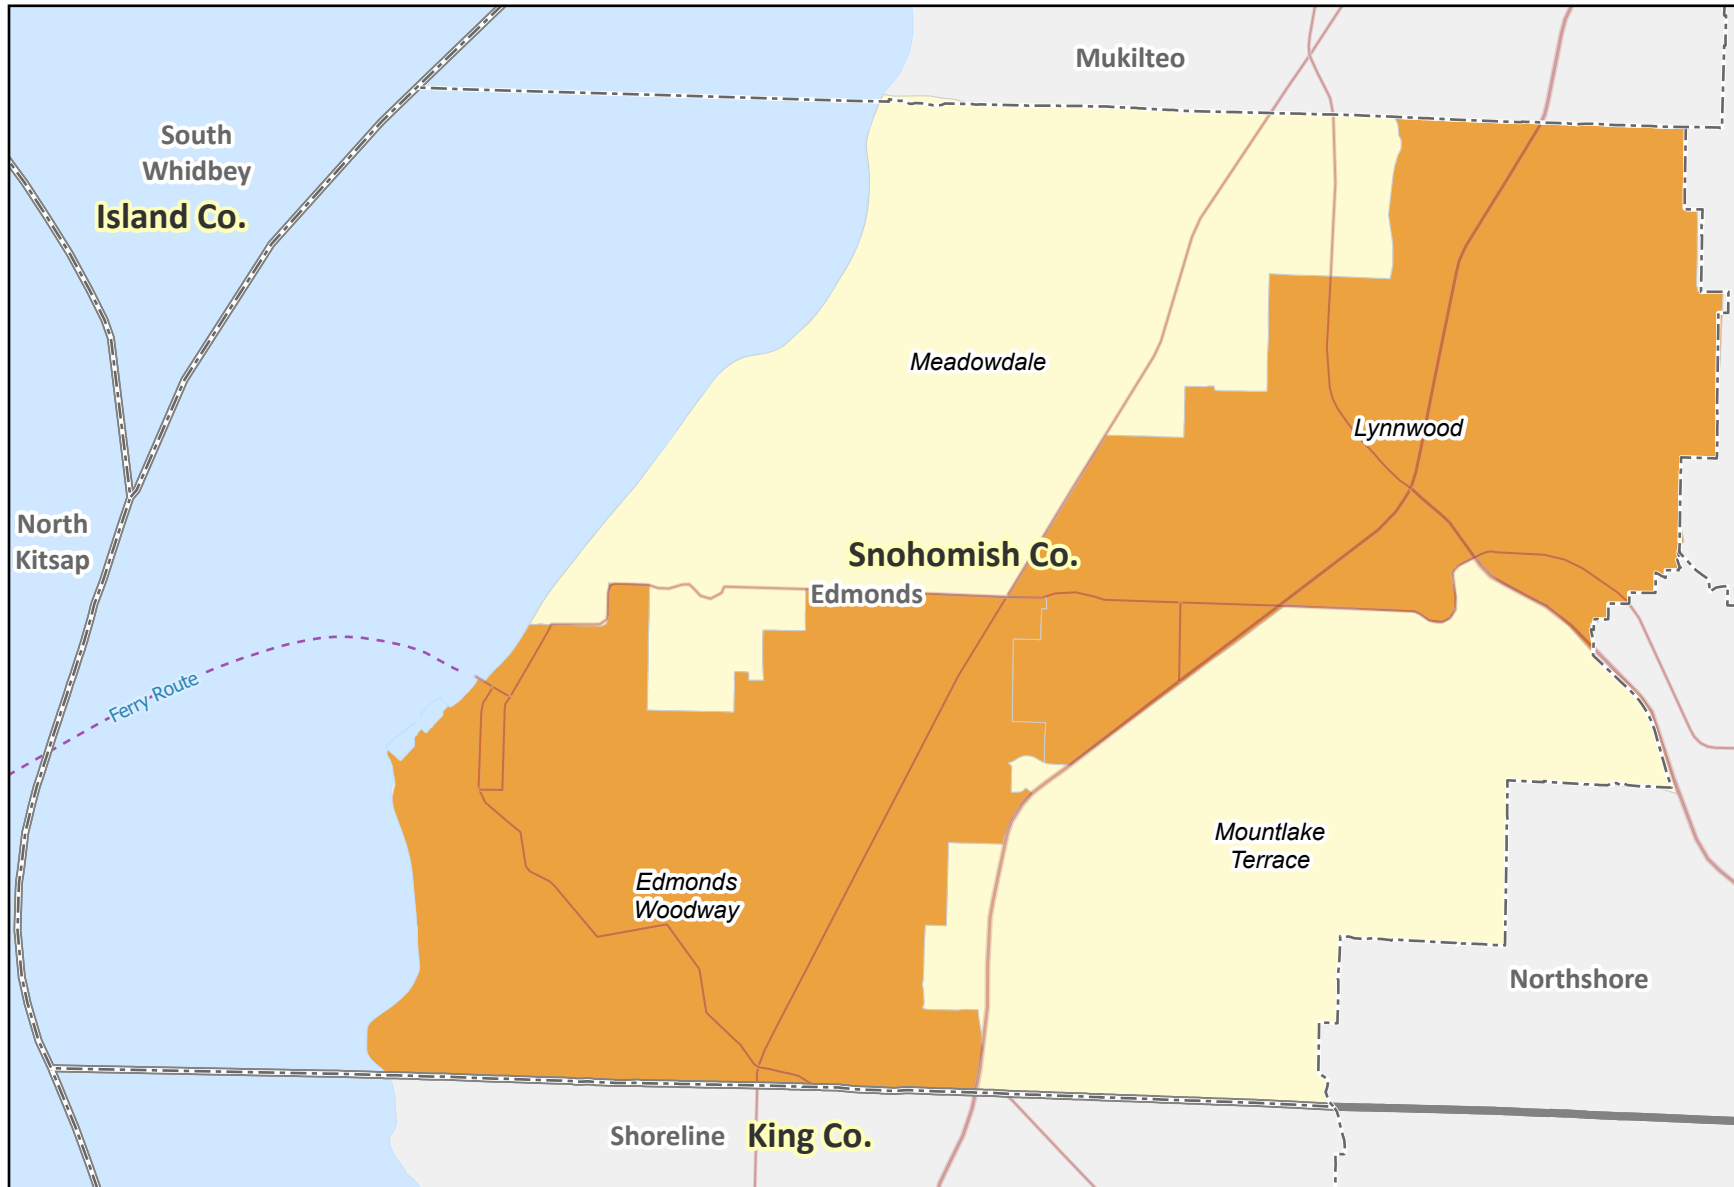 Mukilteo
South
Whidbey
Island Co.
Meadowdale
Lynnwood
North
Kitsap
Snohomish Co.
Edmonds
Ferry Route
Mountlake
Terrace
Edmonds
Woodway
Northshore
Shoreline
King Co.